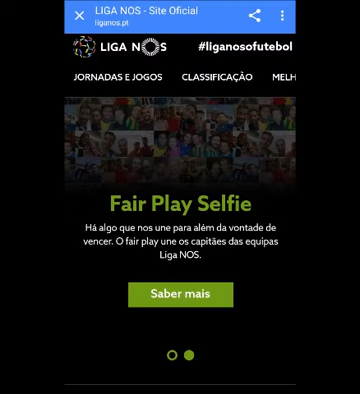 LIGA NOS - Site Oficial
liganos.pt
LIGA NOS
#liganosofutebol
JORNADAS E JOGOS CLASSIFICAÇÃO MELH
Fair Play Selfie
Há algo que nos une para além da vontade de
vencer. O fair play une os capitães das equipas
Liga NOS.
Saber mais